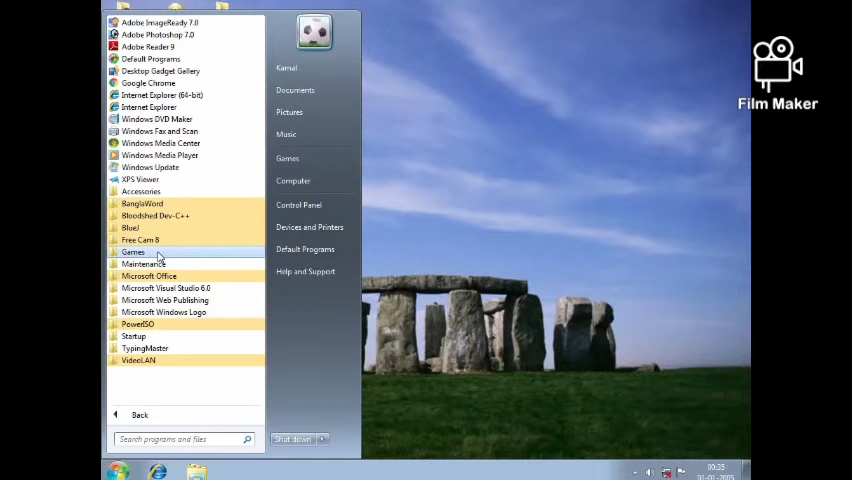 Adobe ImageReady 7.0
Adobe Photoshop 7.0
Adobe Reader 9
Default Programs
Desktop Gadget Gallery
Google Chrome
Internet Explorer (64-bit)
Internet Explorer
Windows DVD Maker
Windows Fax and Scan
Windows Media Center
Windows Media Player
Windows Update
XPS Viewer
Accessories
BanglaWord
Bloodshed Dev-C++
BlueJ
Free Cam 8
Games
Maintenance
Microsoft Office
Microsoft Visual Studio 6.0
Microsoft Web Publishing
Microsoft Windows Logo
PowerISO
Startup
TypingMaster
VideoLAN
Back
Search programs and files
Kamal
Documents
Pictures
Music
Games
Computer
Control Panel
Devices and Printers
Default Programs
Help and Support
Shut down
Film Maker
00:35
01-01-2005